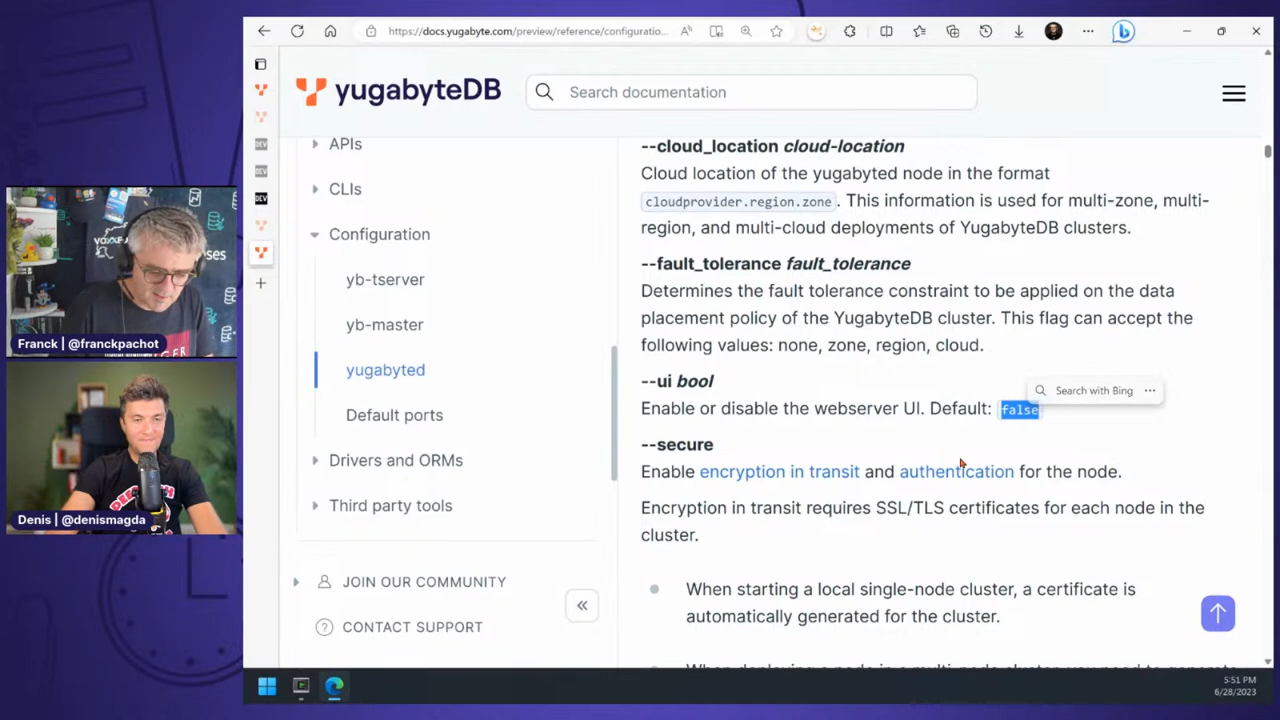 https://docs.yugabyte.com/preview/reference/configuratio...
yugabyteDB
Search documentation
APIs
CLIs
Configuration
yb-tserver
yb-master
yugabyted
Default ports
Drivers and ORMs
Third party tools
JOIN OUR COMMUNITY
CONTACT SUPPORT
--cloud_location cloud-location
Cloud location of the yugabyted node in the format
cloudprovider.region.zone. This information is used for multi-zone, multi-
region, and multi-cloud deployments of YugabyteDB clusters.
--fault_tolerance fault_tolerance
Determines the fault tolerance constraint to be applied on the data
placement policy of the YugabyteDB cluster. This flag can accept the
following values: none, zone, region, cloud.
--ui bool
Search with Bing
Enable or disable the webserver UI. Default: false
--secure
Enable encryption in transit and authentication for the node.
Encryption in transit requires SSL/TLS certificates for each node in the
cluster.
When starting a local single-node cluster, a certificate is
automatically generated for the cluster.
Franck | @franckpachot
Denis | @denismagda
5:51 PM
6/28/2023